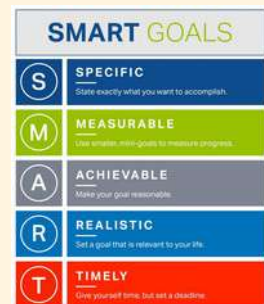 SMART GOALS
S
SPECIFIC
State exactly what you want to accomplish.
M
MEASURABLE
Use smaller, mini-goals to measure progress.
A
ACHIEVABLE
Make your goal reasonable.
R
REALISTIC
Set a goal that is relevant to your life.
T
TIMELY
Give yourself time, but set a deadline.